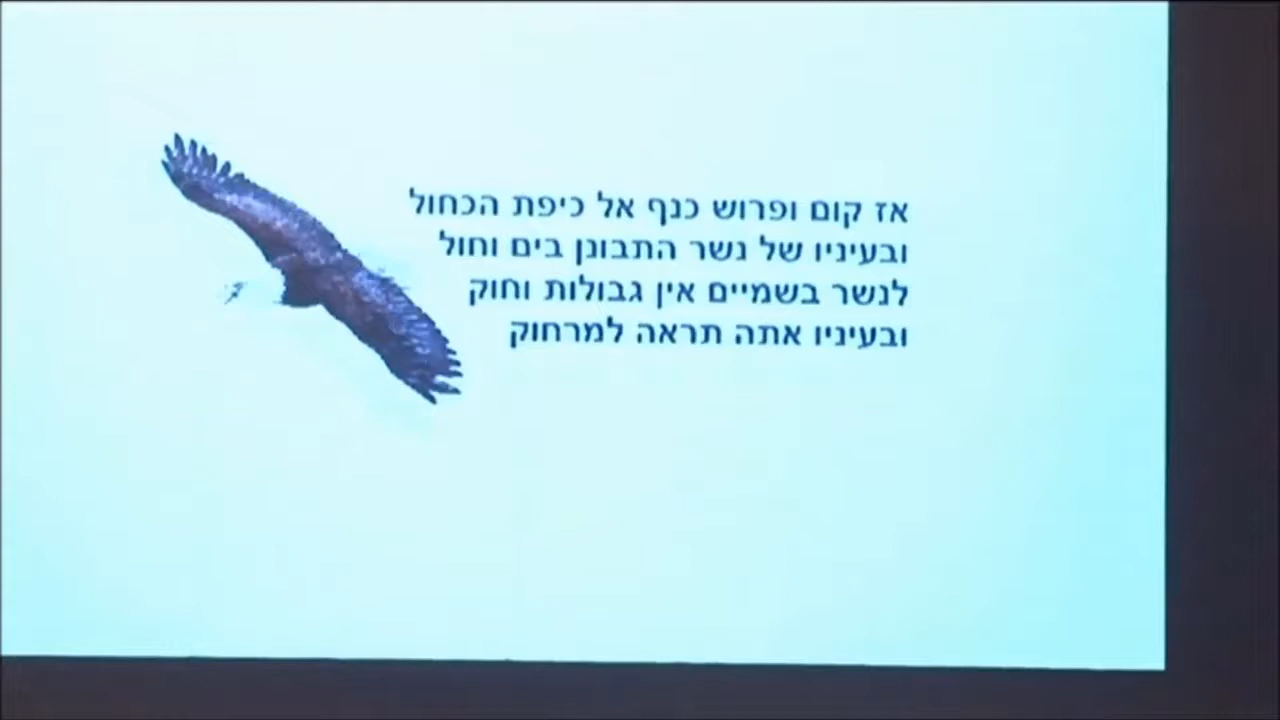 אז קום ופרוש כנף אל כיפת הכחול
ובעיניו של נשר התבונן בים וחול
לנשר בשמיים אין גבולות וחוק
ובעיניו אתה תראה למרחוק